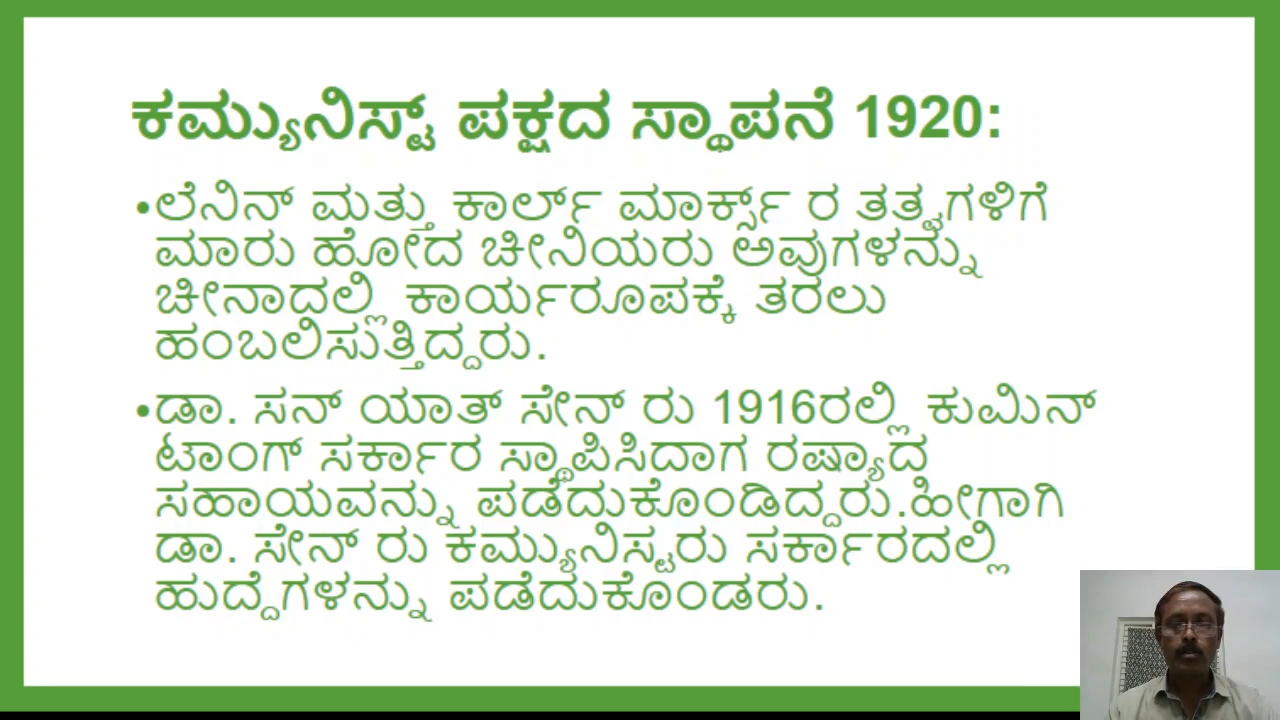 ಕಮ್ಯುನಿಸ್ಟ್ ಪಕ್ಷದ ಸ್ಥಾಪನೆ 1920:
•ಲೆನಿನ್ ಮತ್ತು ಕಾರ್ಲ್ ಮಾರ್ಕ್ಸ್ ರ ತತ್ವಗಳಿಗೆ
ಮಾರು ಹೋದ ಚೀನಿಯರು ಅವುಗಳನ್ನು
ಚೀನಾದಲ್ಲಿ ಕಾರ್ಯರೂಪಕ್ಕೆ ತರಲು
ಹಂಬಲಿಸುತ್ತಿದ್ದರು.
•ಡಾ. ಸನ್ ಯಾತ್ ಸೇನ್ ರು 1916ರಲ್ಲಿ ಕುಮಿನ್
ಟಾಂಗ್ ಸರ್ಕಾರ ಸ್ಥಾಪಿಸಿದಾಗ ರಷ್ಯಾದ
ಸಹಾಯವನ್ನು ಪಡೆದುಕೊಂಡಿದ್ದರು.ಹೀಗಾಗಿ
ಡಾ. ಸೇನ್ ರು ಕಮ್ಯುನಿಸ್ಟರು ಸರ್ಕಾರದಲ್ಲಿ
ಹುದ್ದೆಗಳನ್ನು ಪಡೆದುಕೊಂಡರು.